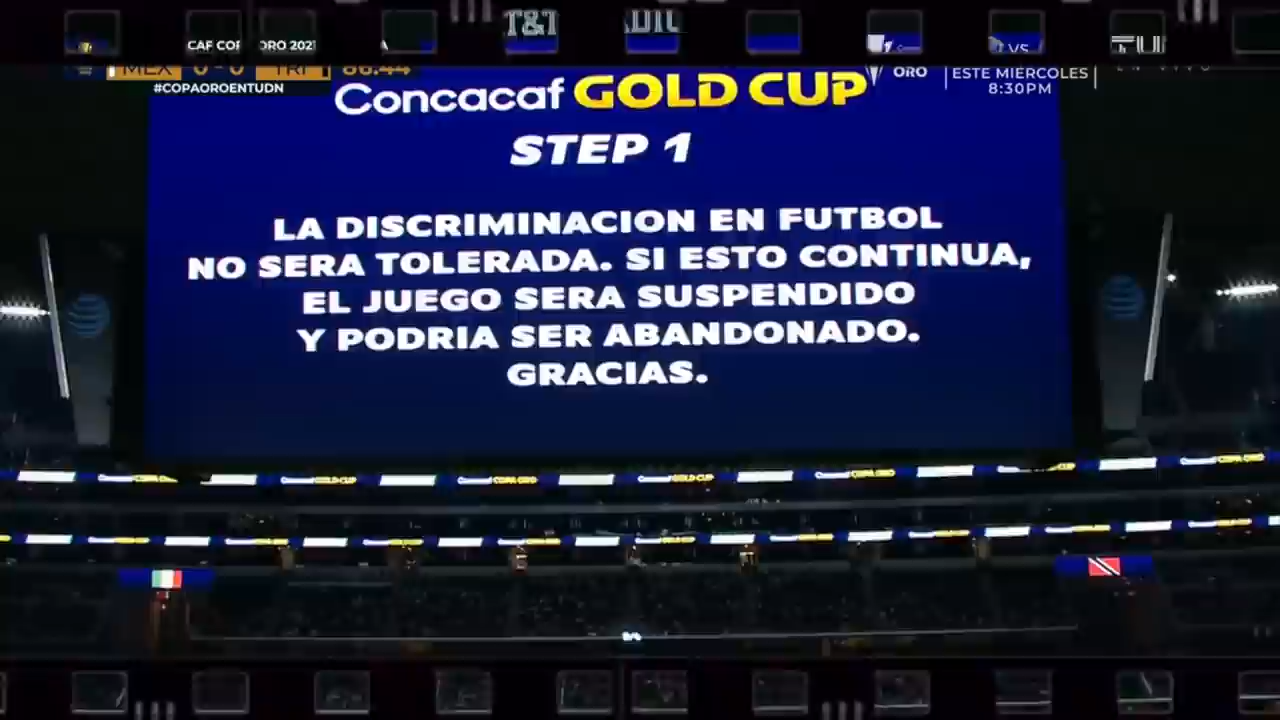 #COPAOROENTUDN
ORO
ESTE MIÉRCOLES
8:30PM
Concacaf GOLD CUP
STEP 1
LA DISCRIMINACION EN FUTBOL
NO SERA TOLERADA. SI ESTO CONTINUA,
EL JUEGO SERA SUSPENDIDO
Y PODRIA SER ABANDONADO.
GRACIAS.